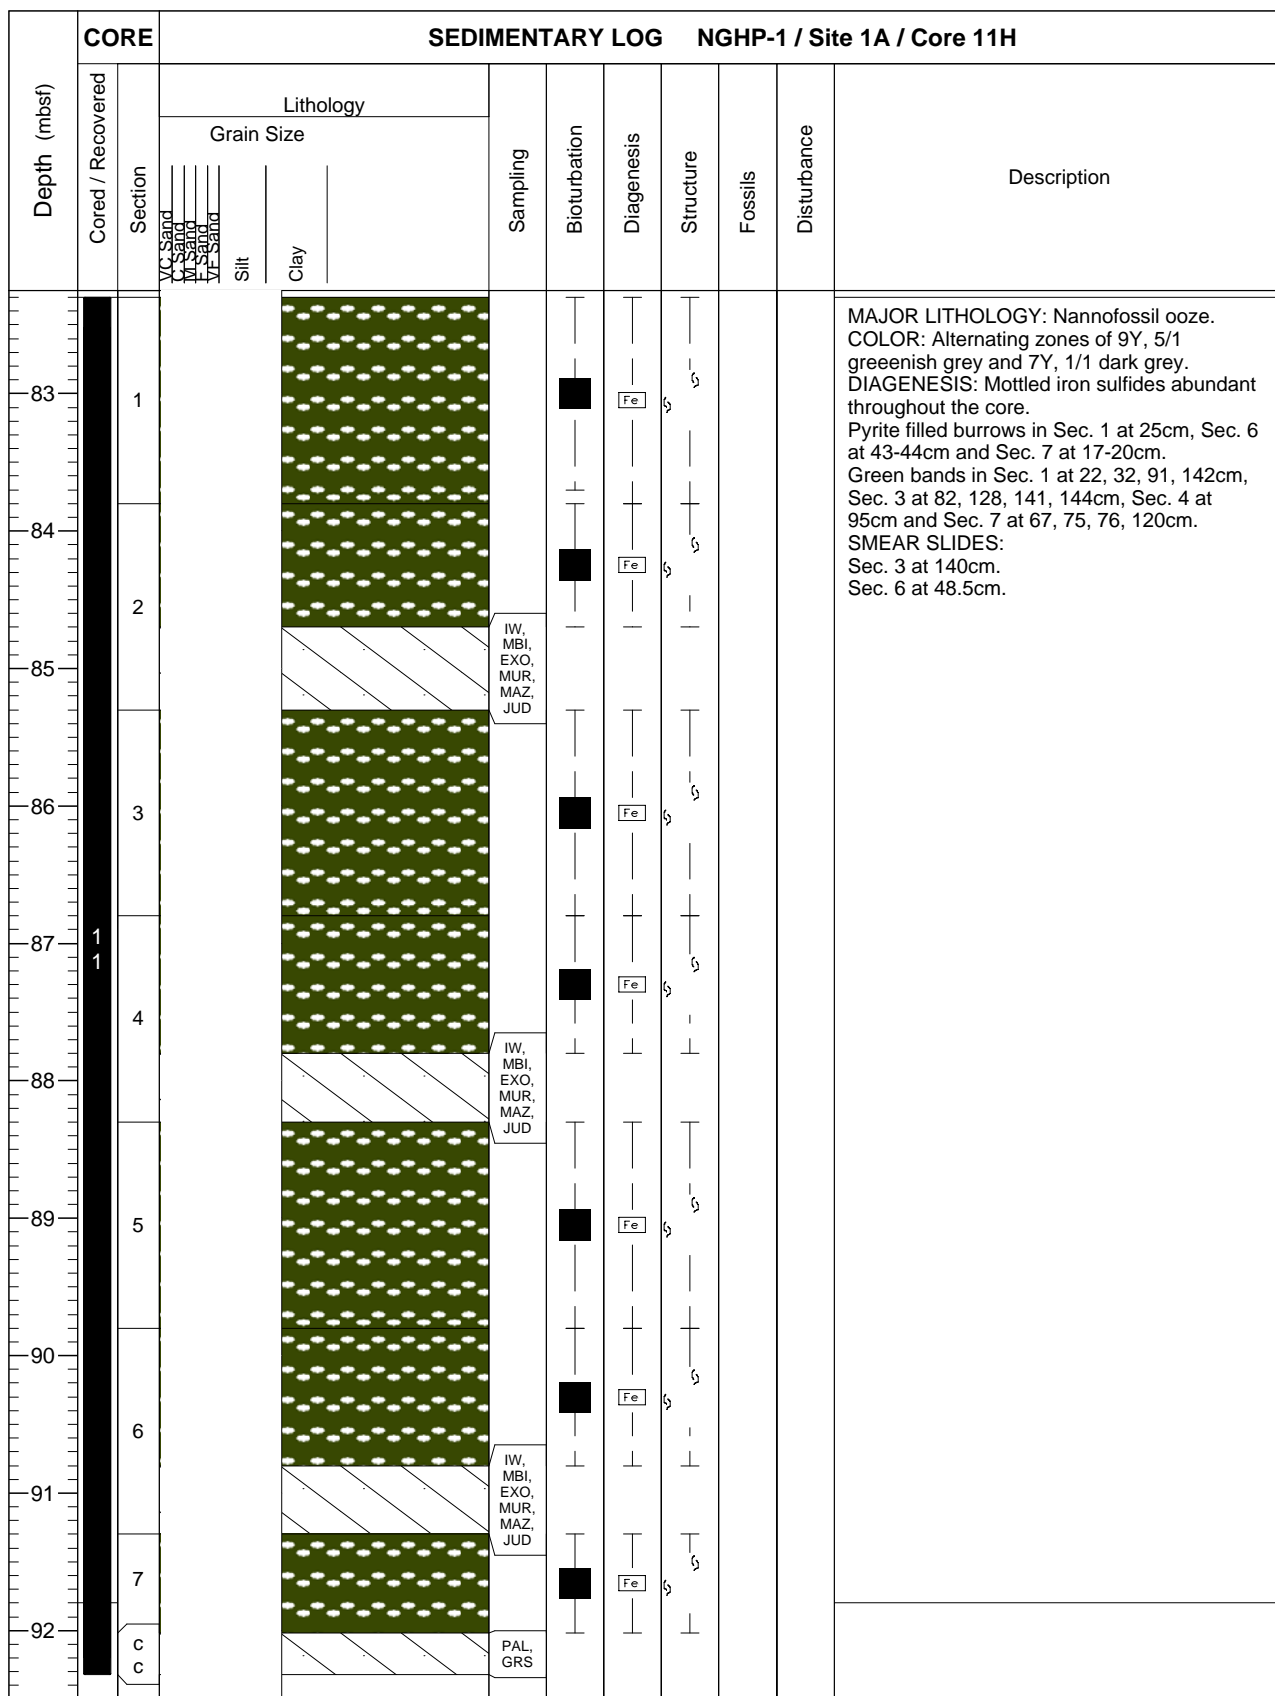 CORE
SEDIMENTARY LOG NGHP-1 / Site 1A / Core 11H
Depth (mbsf)
Cored / Recovered
Section
Lithology
Grain Size
VC Sand
C Sand
M Sand
F Sand
VF Sand
Silt
Clay
Sampling
Bioturbation
Diagenesis
Structure
Fossils
Disturbance
Description
MAJOR LITHOLOGY: Nannofossil ooze.
COLOR: Alternating zones of 9Y, 5/1
greeenish grey and 7Y, 1/1 dark grey.
DIAGENESIS: Mottled iron sulfides abundant
throughout the core.
Pyrite filled burrows in Sec. 1 at 25cm, Sec. 6
at 43-44cm and Sec. 7 at 17-20cm.
Green bands in Sec. 1 at 22, 32, 91, 142cm,
Sec. 3 at 82, 128, 141, 144cm, Sec. 4 at
95cm and Sec. 7 at 67, 75, 76, 120cm.
SMEAR SLIDES:
Sec. 3 at 140cm.
Sec. 6 at 48.5cm.
83
1
Fe
84
Fe
2
IW,
MBI,
EXO,
MUR,
MAZ,
JUD
85
86
3
Fe
87
1
1
Fe
4
IW,
MBI,
EXO,
MUR,
MAZ,
JUD
88
89
5
Fe
90
Fe
6
IW,
MBI,
EXO,
MUR,
MAZ,
JUD
91
7
Fe
92
C
C
PAL,
GRS